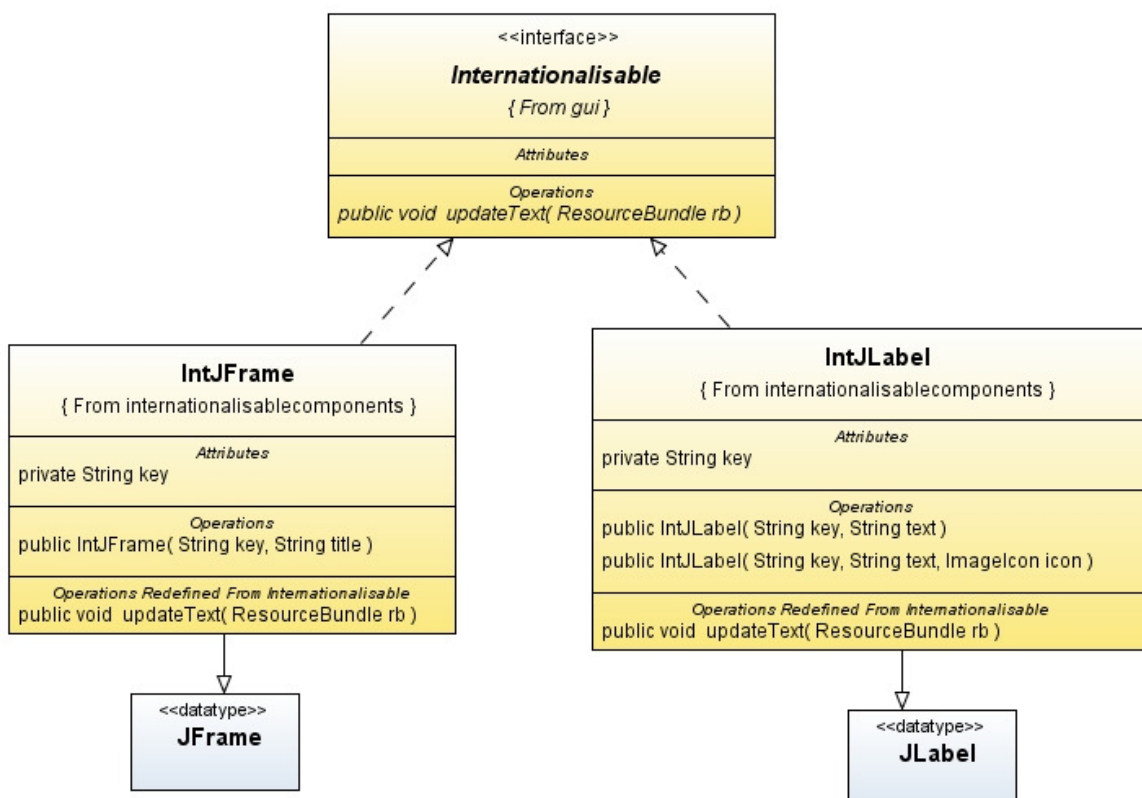 <<interface>>
Internationalisable
{ From gui }
Attributes
Operations
public void updateText( ResourceBundle rb )
IntJFrame
{ From internationalisablecomponents }
Attributes
private String key
Operations
public IntJFrame( String key, String title )
Operations Redefined From Internationalisable
public void updateText( ResourceBundle rb )
<<datatype>>
JFrame
IntJLabel
{ From internationalisablecomponents }
Attributes
private String key
Operations
public IntJLabel( String key, String text )
public IntJLabel( String key, String text, ImageIcon icon )
Operations Redefined From Internationalisable
public void updateText( ResourceBundle rb )
<<datatype>>
JLabel